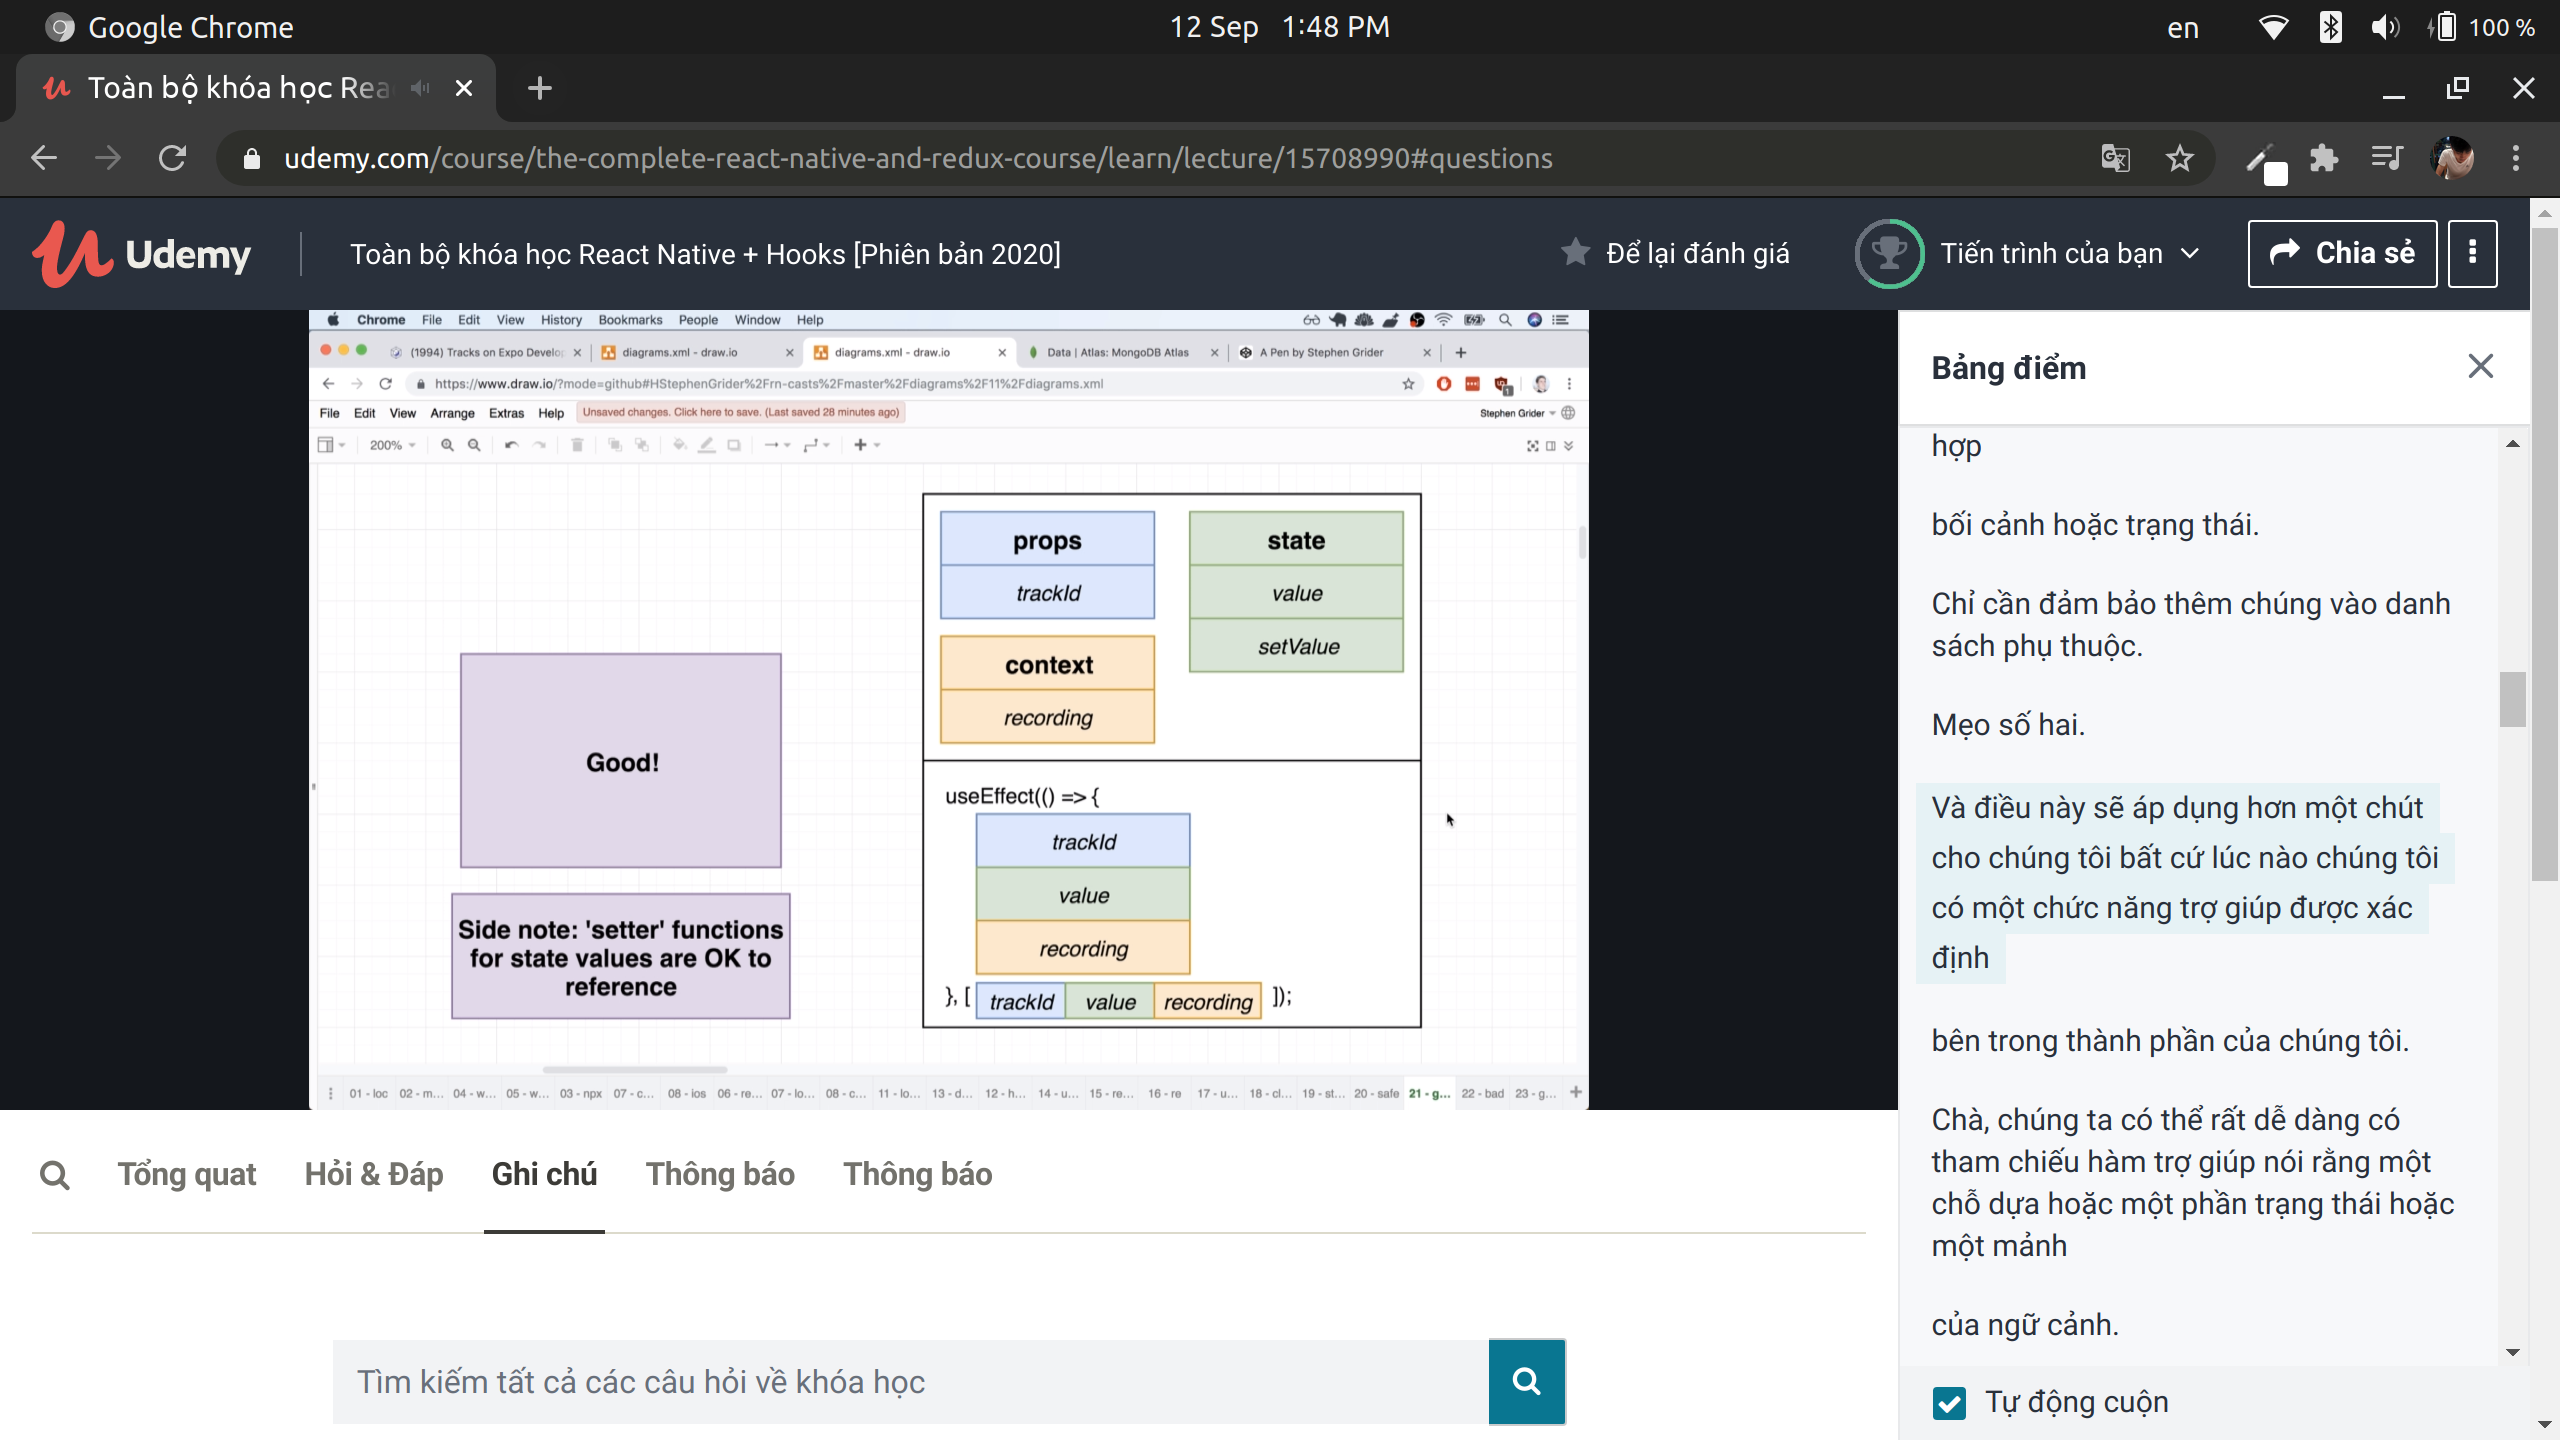 Google Chrome
12 Sep 1:48 PM
en
100 %
Toàn bộ khóa học Rea
udemy.com/course/the-complete-react-native-and-redux-course/learn/lecture/15708990#questions
Udemy
Toàn bộ khóa học React Native + Hooks [Phiên bản 2020]
Để lại đánh giá
Tiến trình của bạn
Chia sẻ
Chrome File Edit View History Bookmarks People Window Help
(1994) Tracks on Expo Develop
diagrams.xml - draw.io
diagrams.xml - draw.io
Data | Atlas: MongoDB Atlas
A Pen by Stephen Grider
https://www.draw.io/?mode=github#HStephenGrider%2Frn-casts%2Fmaster%2Fdiagrams%2F11%2Fdiagrams.xml
File Edit View Arrange Extras Help
Unsaved changes. Click here to save. (Last saved 28 minutes ago)
Stephen Grider
200%
props
trackId
state
value
setValue
context
recording
Good!
Side note: 'setter' functions
for state values are OK to
reference
useEffect(() => {
trackId
value
recording
}, [ trackId value recording ]);
01 - loc
02 - m...
04 - w...
05 - w...
03 - npx
07 - c...
08 - ios
06 - re...
07 - lo...
08 - c...
11 - lo...
13 - d...
12 - h...
14 - u...
15 - re...
16 - re
17 - u...
18 - cl...
19 - st...
20 - safe
21 - g...
22 - bad
23 - g...
Bảng điểm
hợp
bối cảnh hoặc trạng thái.
Chỉ cần đảm bảo thêm chúng vào danh
sách phụ thuộc.
Mẹo số hai.
Và điều này sẽ áp dụng hơn một chút
cho chúng tôi bất cứ lúc nào chúng tôi
có một chức năng trợ giúp được xác
định
bên trong thành phần của chúng tôi.
Chà, chúng ta có thể rất dễ dàng có
tham chiếu hàm trợ giúp nói rằng một
chỗ dựa hoặc một phần trạng thái hoặc
một mảnh
của ngữ cảnh.
Tự động cuộn
Tổng quat
Hỏi & Đáp
Ghi chú
Thông báo
Thông báo
Tìm kiếm tất cả các câu hỏi về khóa học